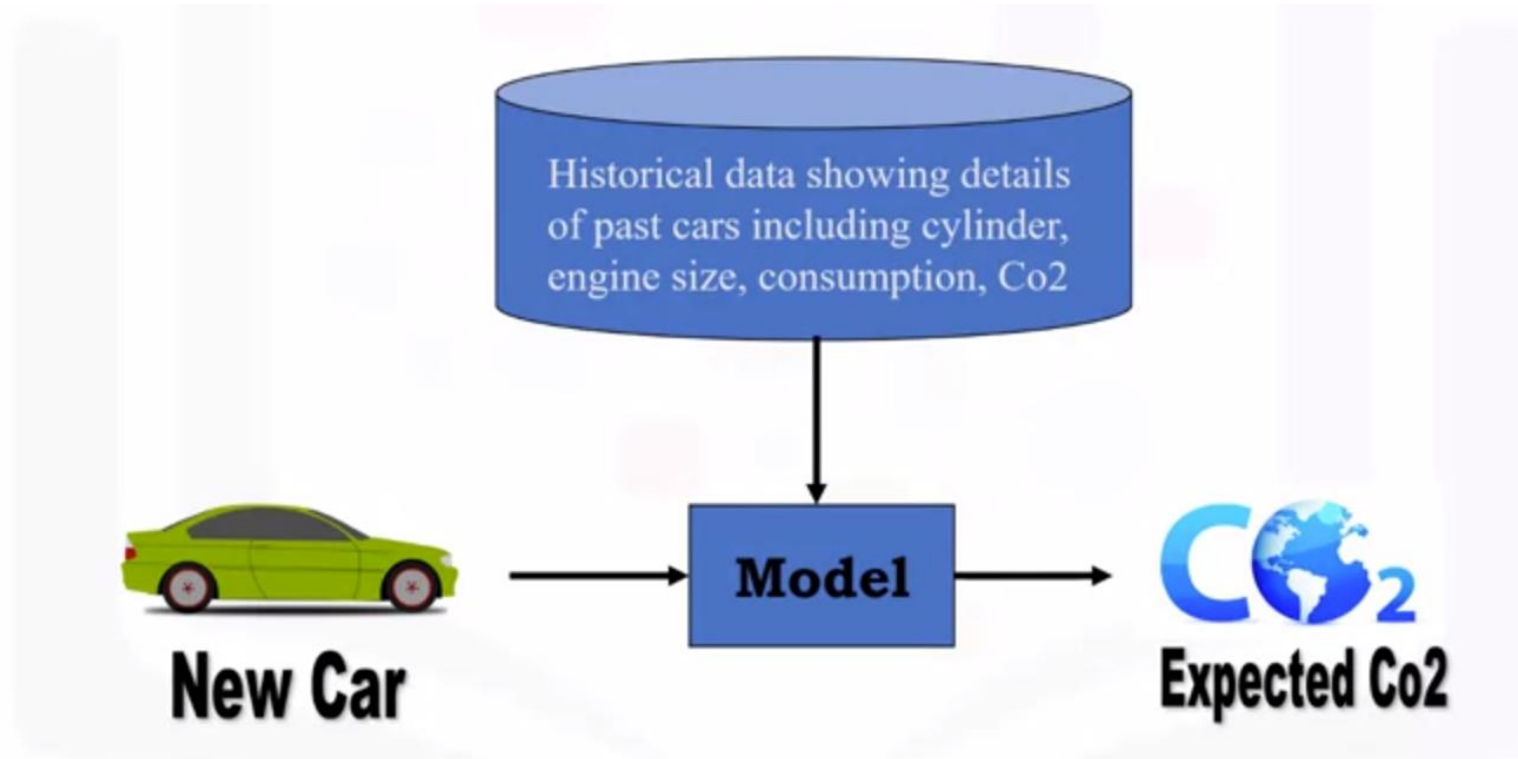 Historical data showing details
of past cars including cylinder,
engine size, consumption, Co2
Model
CO2
New Car
Expected Co2